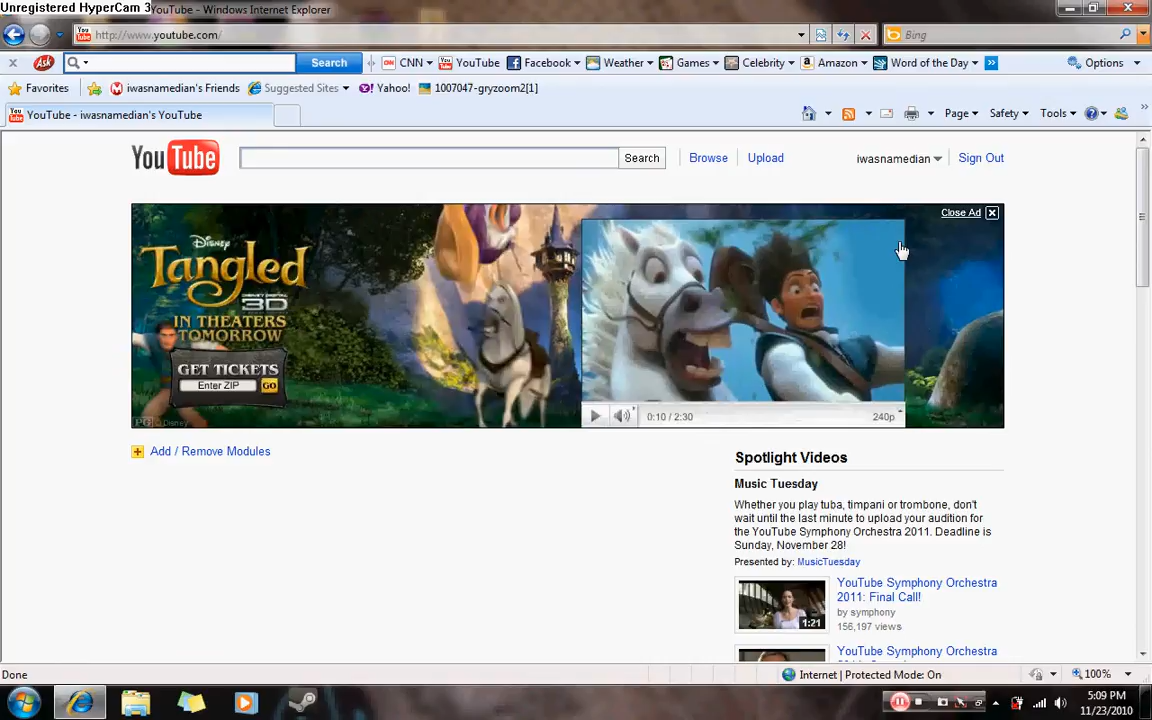 Unregistered HyperCam 3
YouTube - Windows Internet Explorer
http://www.youtube.com/
Bing
Ask
Search
CNN
YouTube
Facebook
Weather
Games
Celebrity
Amazon
Word of the Day
Options
Favorites
iwasnamedian's Friends
Suggested Sites
Yahoo!
1007047-gryzoom2[1]
YouTube - iwasnamedian's YouTube
Page
Safety
Tools
YouTube
Search
Browse
Upload
iwasnamedian
Sign Out
Close Ad
Disney
Tangled
DISNEY DIGITAL 3D
IN THEATERS
TOMORROW
GET TICKETS
Enter ZIP
GO
PG
© Disney
0:10 / 2:30
240p
Add / Remove Modules
Spotlight Videos
Music Tuesday
Whether you play tuba, timpani or trombone, don't
wait until the last minute to upload your audition for
the YouTube Symphony Orchestra 2011. Deadline is
Sunday, November 28!
Presented by: MusicTuesday
1:21
YouTube Symphony Orchestra
2011: Final Call!
by symphony
156,197 views
YouTube Symphony Orchestra
Done
Internet | Protected Mode: On
100%
5:09 PM
11/23/2010